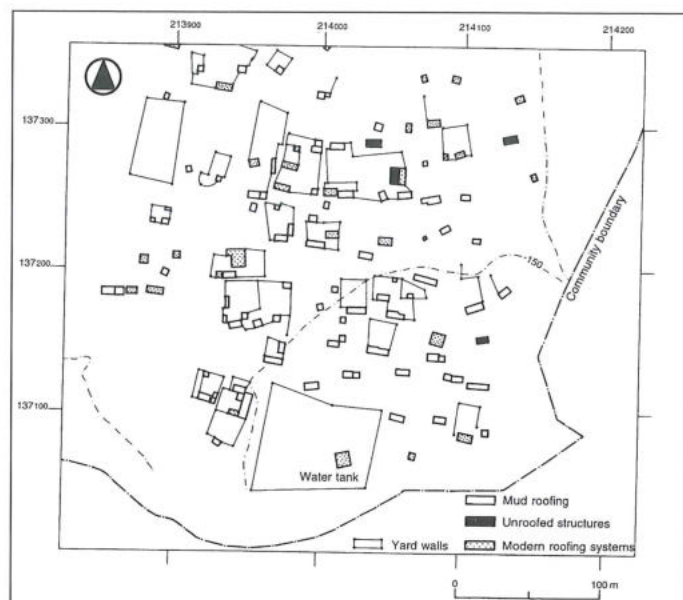 213900 214000 214100 214200
137300
137200
137100
150
Community boundary
Water tank
Mud roofing
Unroofed structures
Yard walls Modern roofing systems
0 100 m